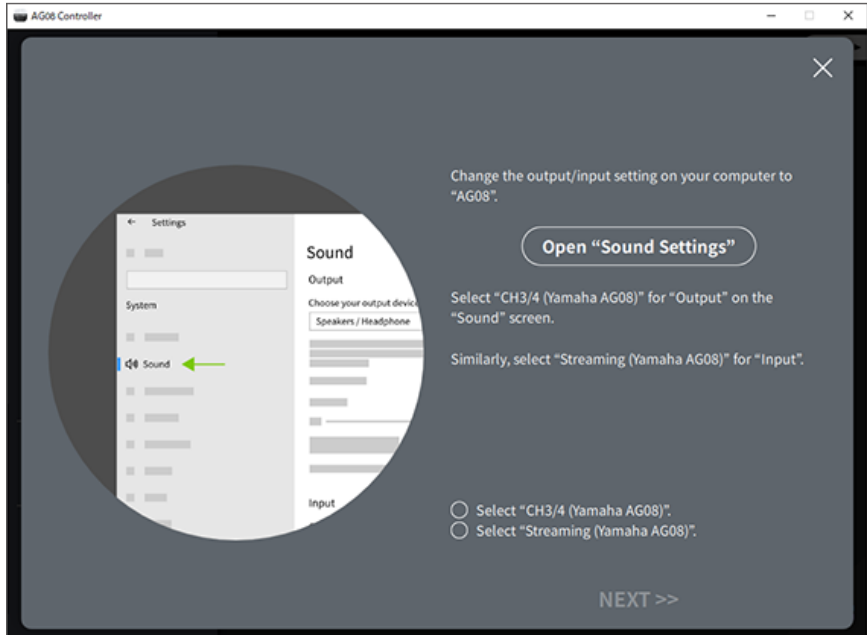 AG08 Controller
Change the output/input setting on your computer to
“AG08”.
Open “Sound Settings”
Select “CH3/4 (Yamaha AG08)” for “Output” on the
“Sound” screen.
Similarly, select “Streaming (Yamaha AG08)” for “Input”.
Settings
System
Sound
Sound
Output
Choose your output device
Speakers / Headphone
Input
Select “CH3/4 (Yamaha AG08)”.
Select “Streaming (Yamaha AG08)”.
NEXT >>